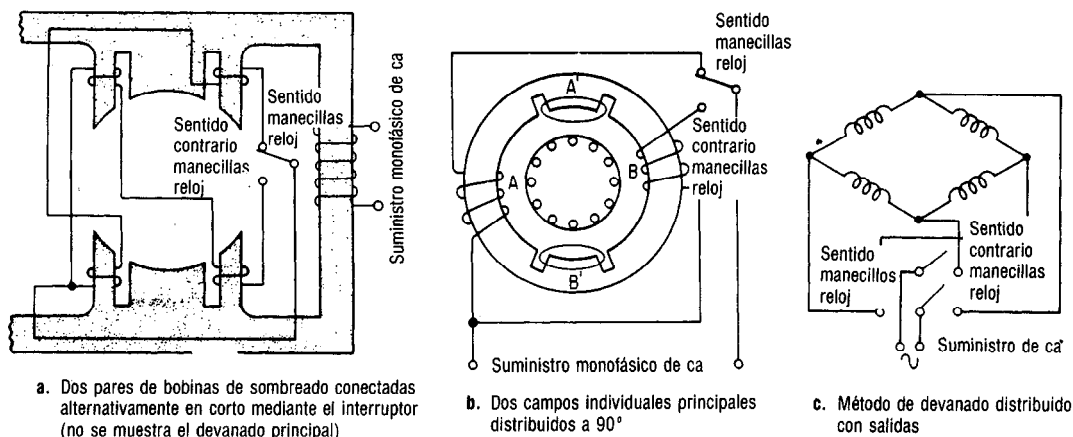 Sentido
manecillas
reloj
Sentido
contrario
manecillas
reloj
Suministro monofásico de ca
a. Dos pares de bobinas de sombreado conectadas
alternativamente en corto mediante el interruptor
(no se muestra el devanado principal)
Sentido
manecillas
reloj
A'
Sentido
contrario
manecillas
reloj
A
B
B'
Suministro monofásico de ca
b. Dos campos individuales principales
distribuidos a 90°
Sentido
manecillos
reloj
Sentido
contrario
manecillas
reloj
Suministro de ca
c. Método de devanado distribuido
con salidas